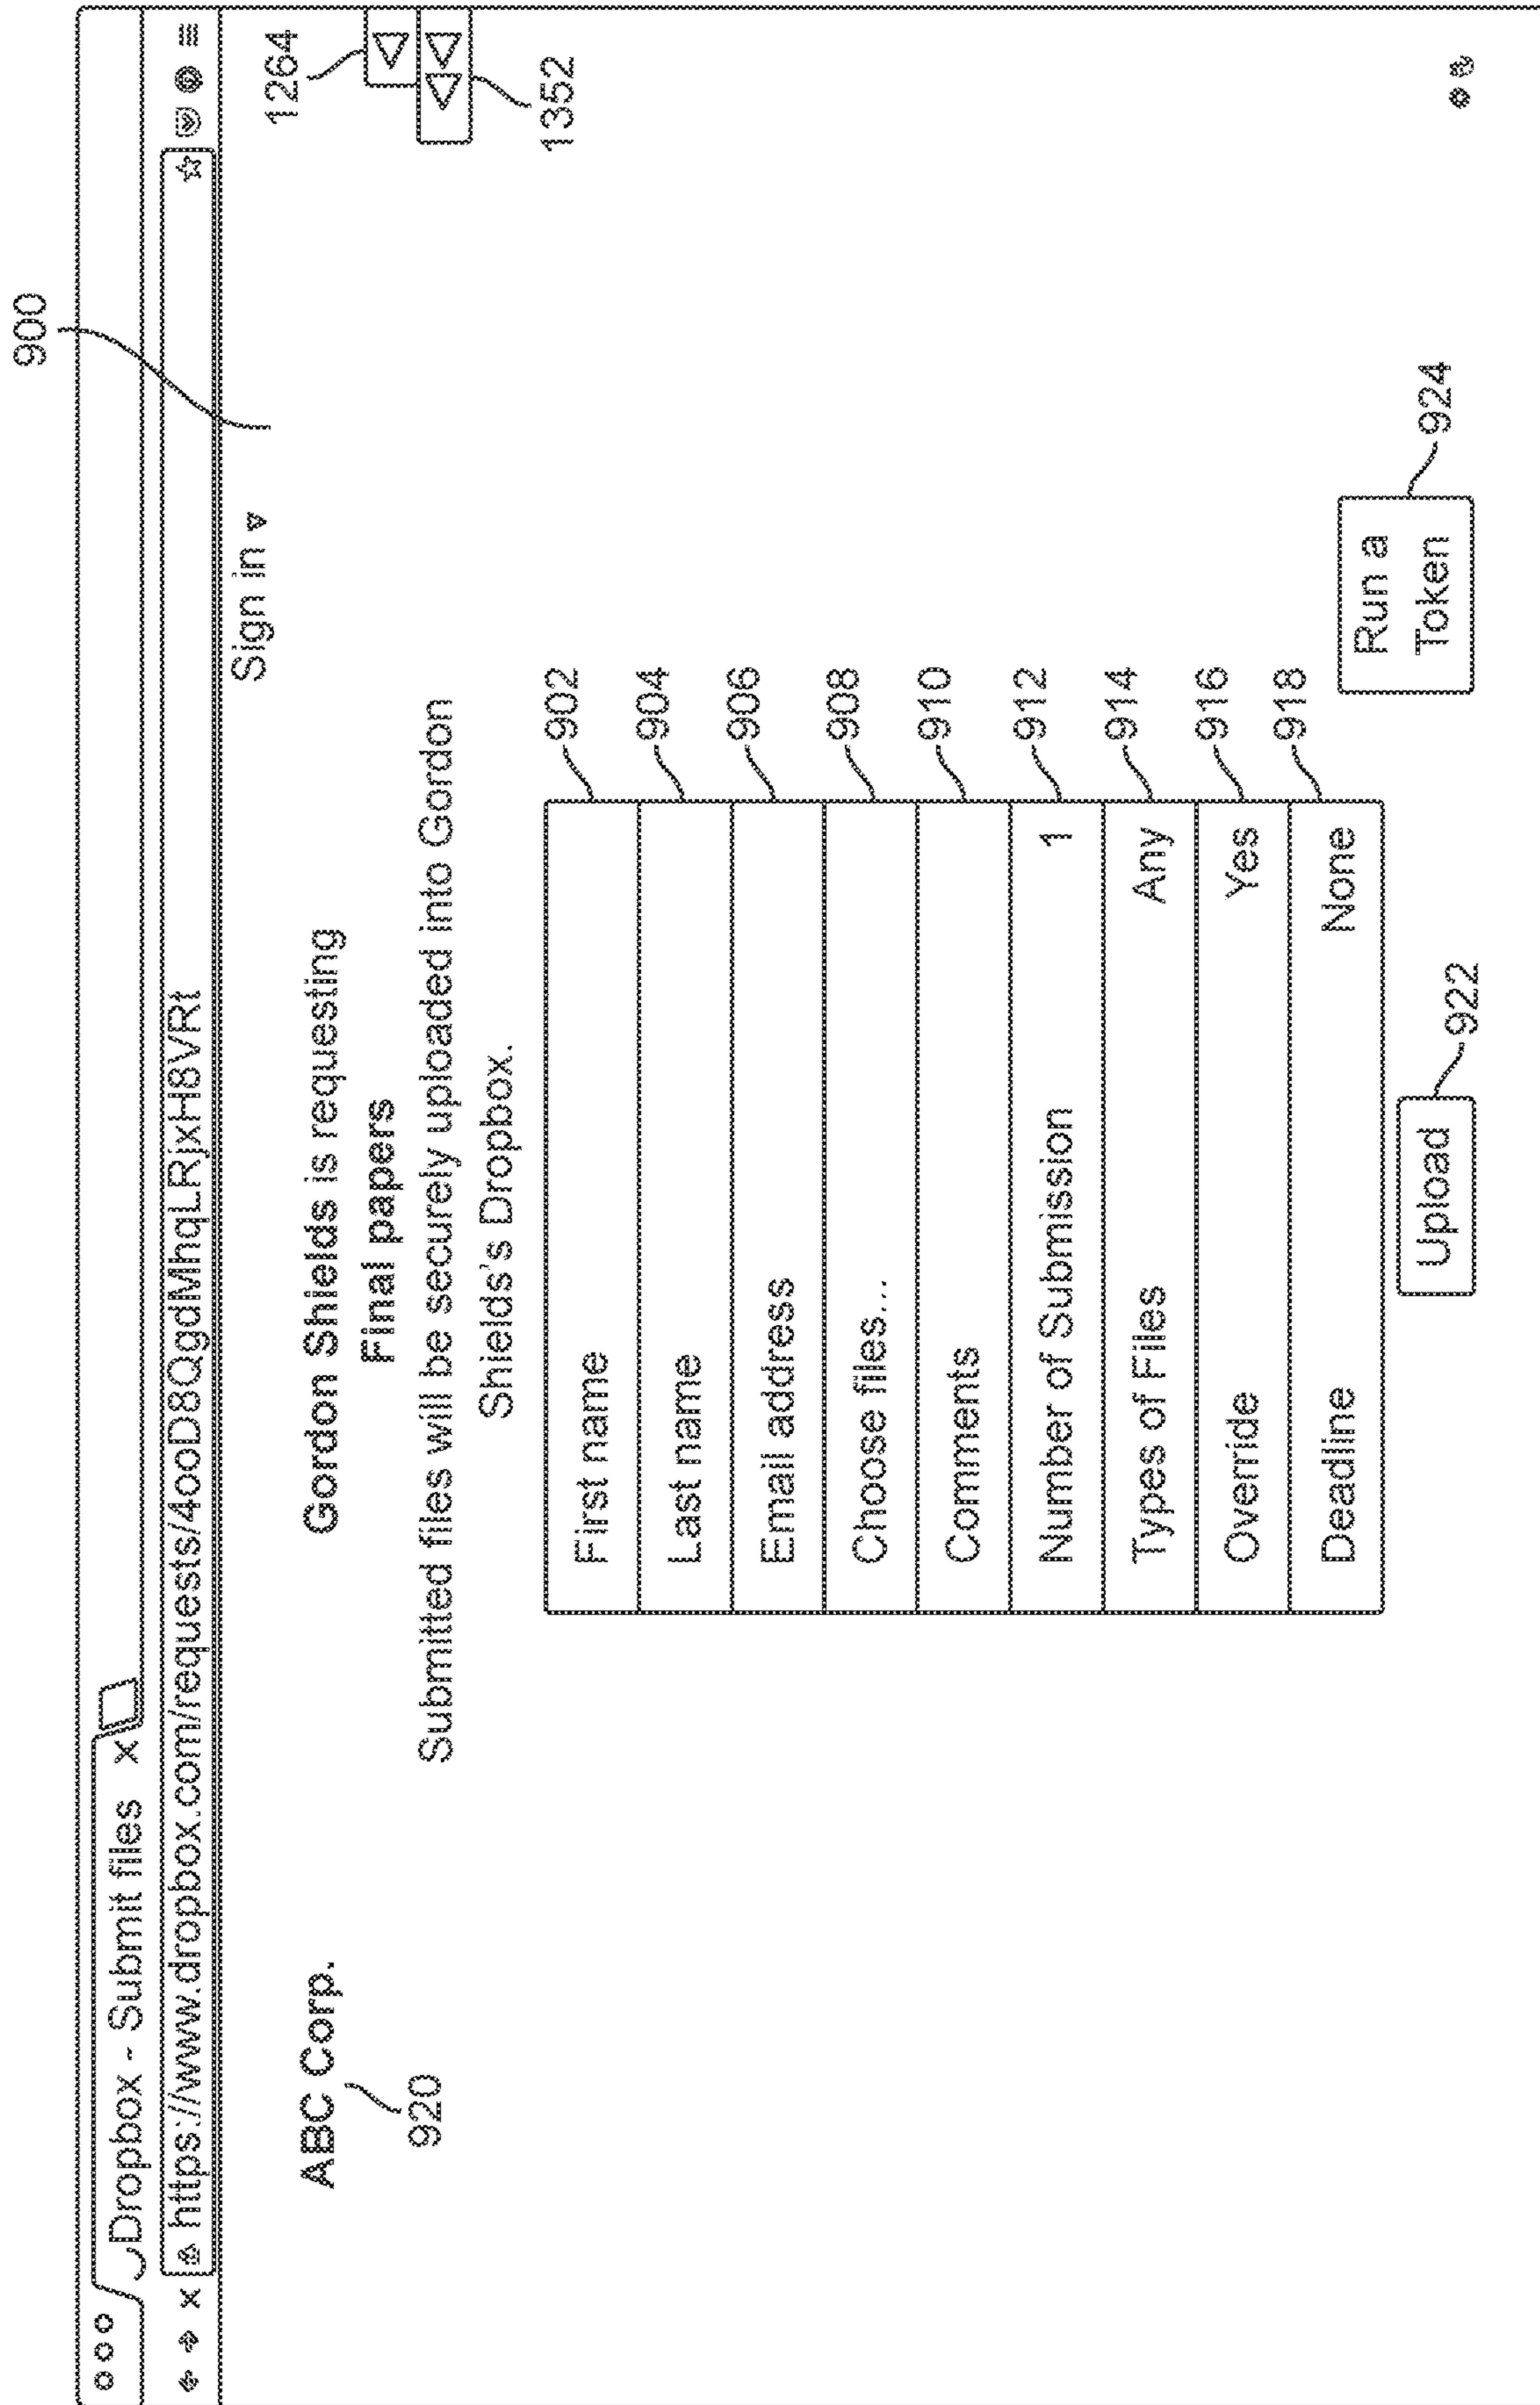 900
Dropbox - Submit files x
https://www.dropbox.com/requests/4ooD8QgdMhqLRjxH8VRt
Sign in
1264
ABC Corp.
920
Gordon Shields is requesting
Final papers
Submitted files will be securely uploaded into Gordon
Shields's Dropbox.
1352
First name 902
Last name 904
Email address 906
Choose files... 908
Comments 910
Number of Submission 1 912
Types of Files Any 914
Override Yes 916
Deadline None 918
Upload
922
Run a
Token
924